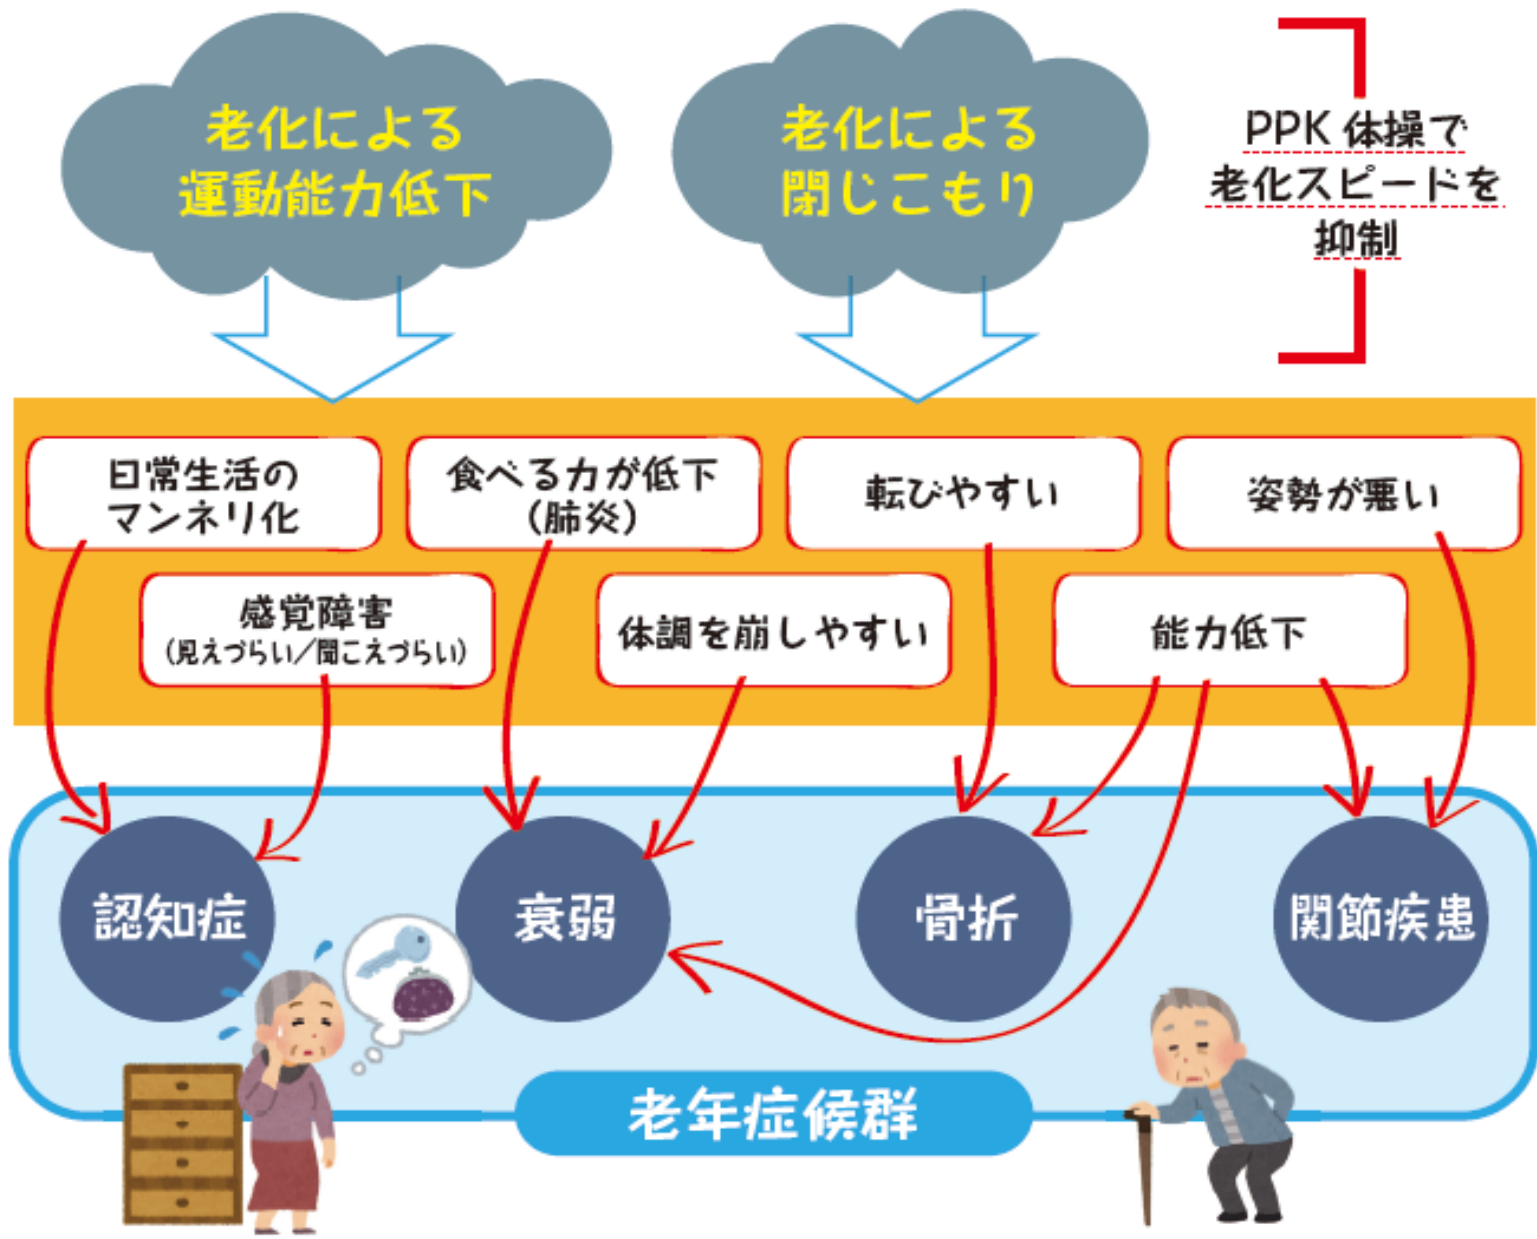 老化による
運動能力低下
老化による
閉じこもり
PPK 体操で
老化スピードを
抑制
日常生活の
マンネリ化
食べる力が低下
（肺炎）
転びやすい
姿勢が悪い
感覚障害
（見えづらい／聞こえづらい）
体調を崩しやすい
能力低下
認知症
衰弱
骨折
関節疾患
老年症候群